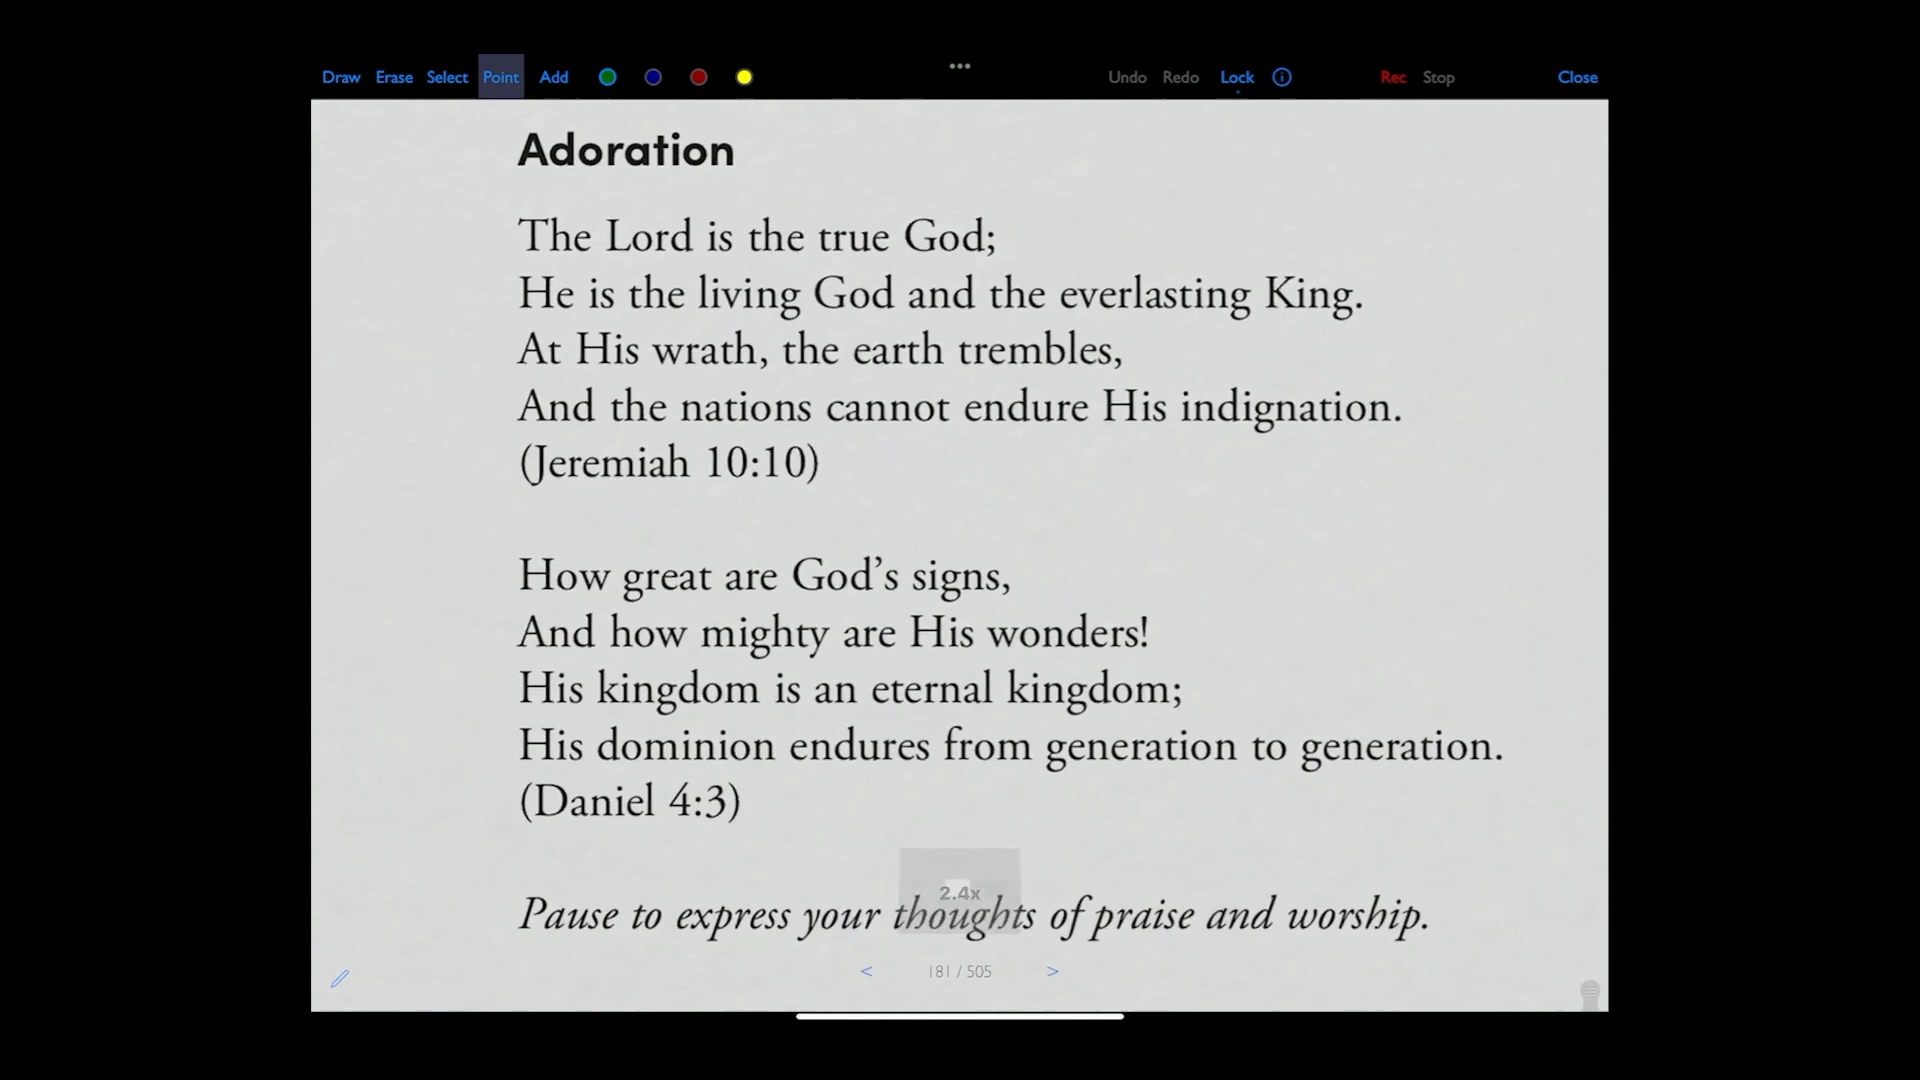 Draw Erase Select Point Add Undo Redo Lock Rec Stop Close
Adoration
The Lord is the true God;
He is the living God and the everlasting King.
At His wrath, the earth trembles,
And the nations cannot endure His indignation.
(Jeremiah 10:10)
How great are God’s signs,
And how mighty are His wonders!
His kingdom is an eternal kingdom;
His dominion endures from generation to generation.
(Daniel 4:3)
2.4x
Pause to express your thoughts of praise and worship.
< 181 / 505 >